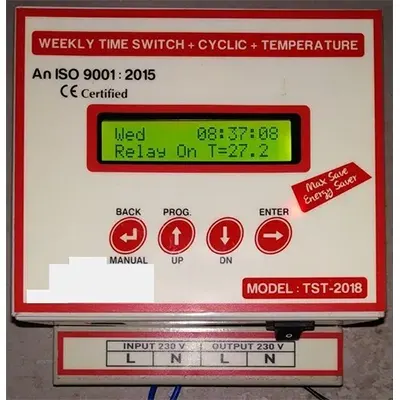 WEEKLY TIME SWITCH + CYCLIC + TEMPERATURE
An ISO 9001 : 2015
CE Certified
Wed 08:37:08
Relay On T=27.2
Max Save
Energy Saver
BACK PROG. ENTER
MANUAL UP DN
MODEL : TST-2018
INPUT 230 V OUTPUT 230 V
L N L N